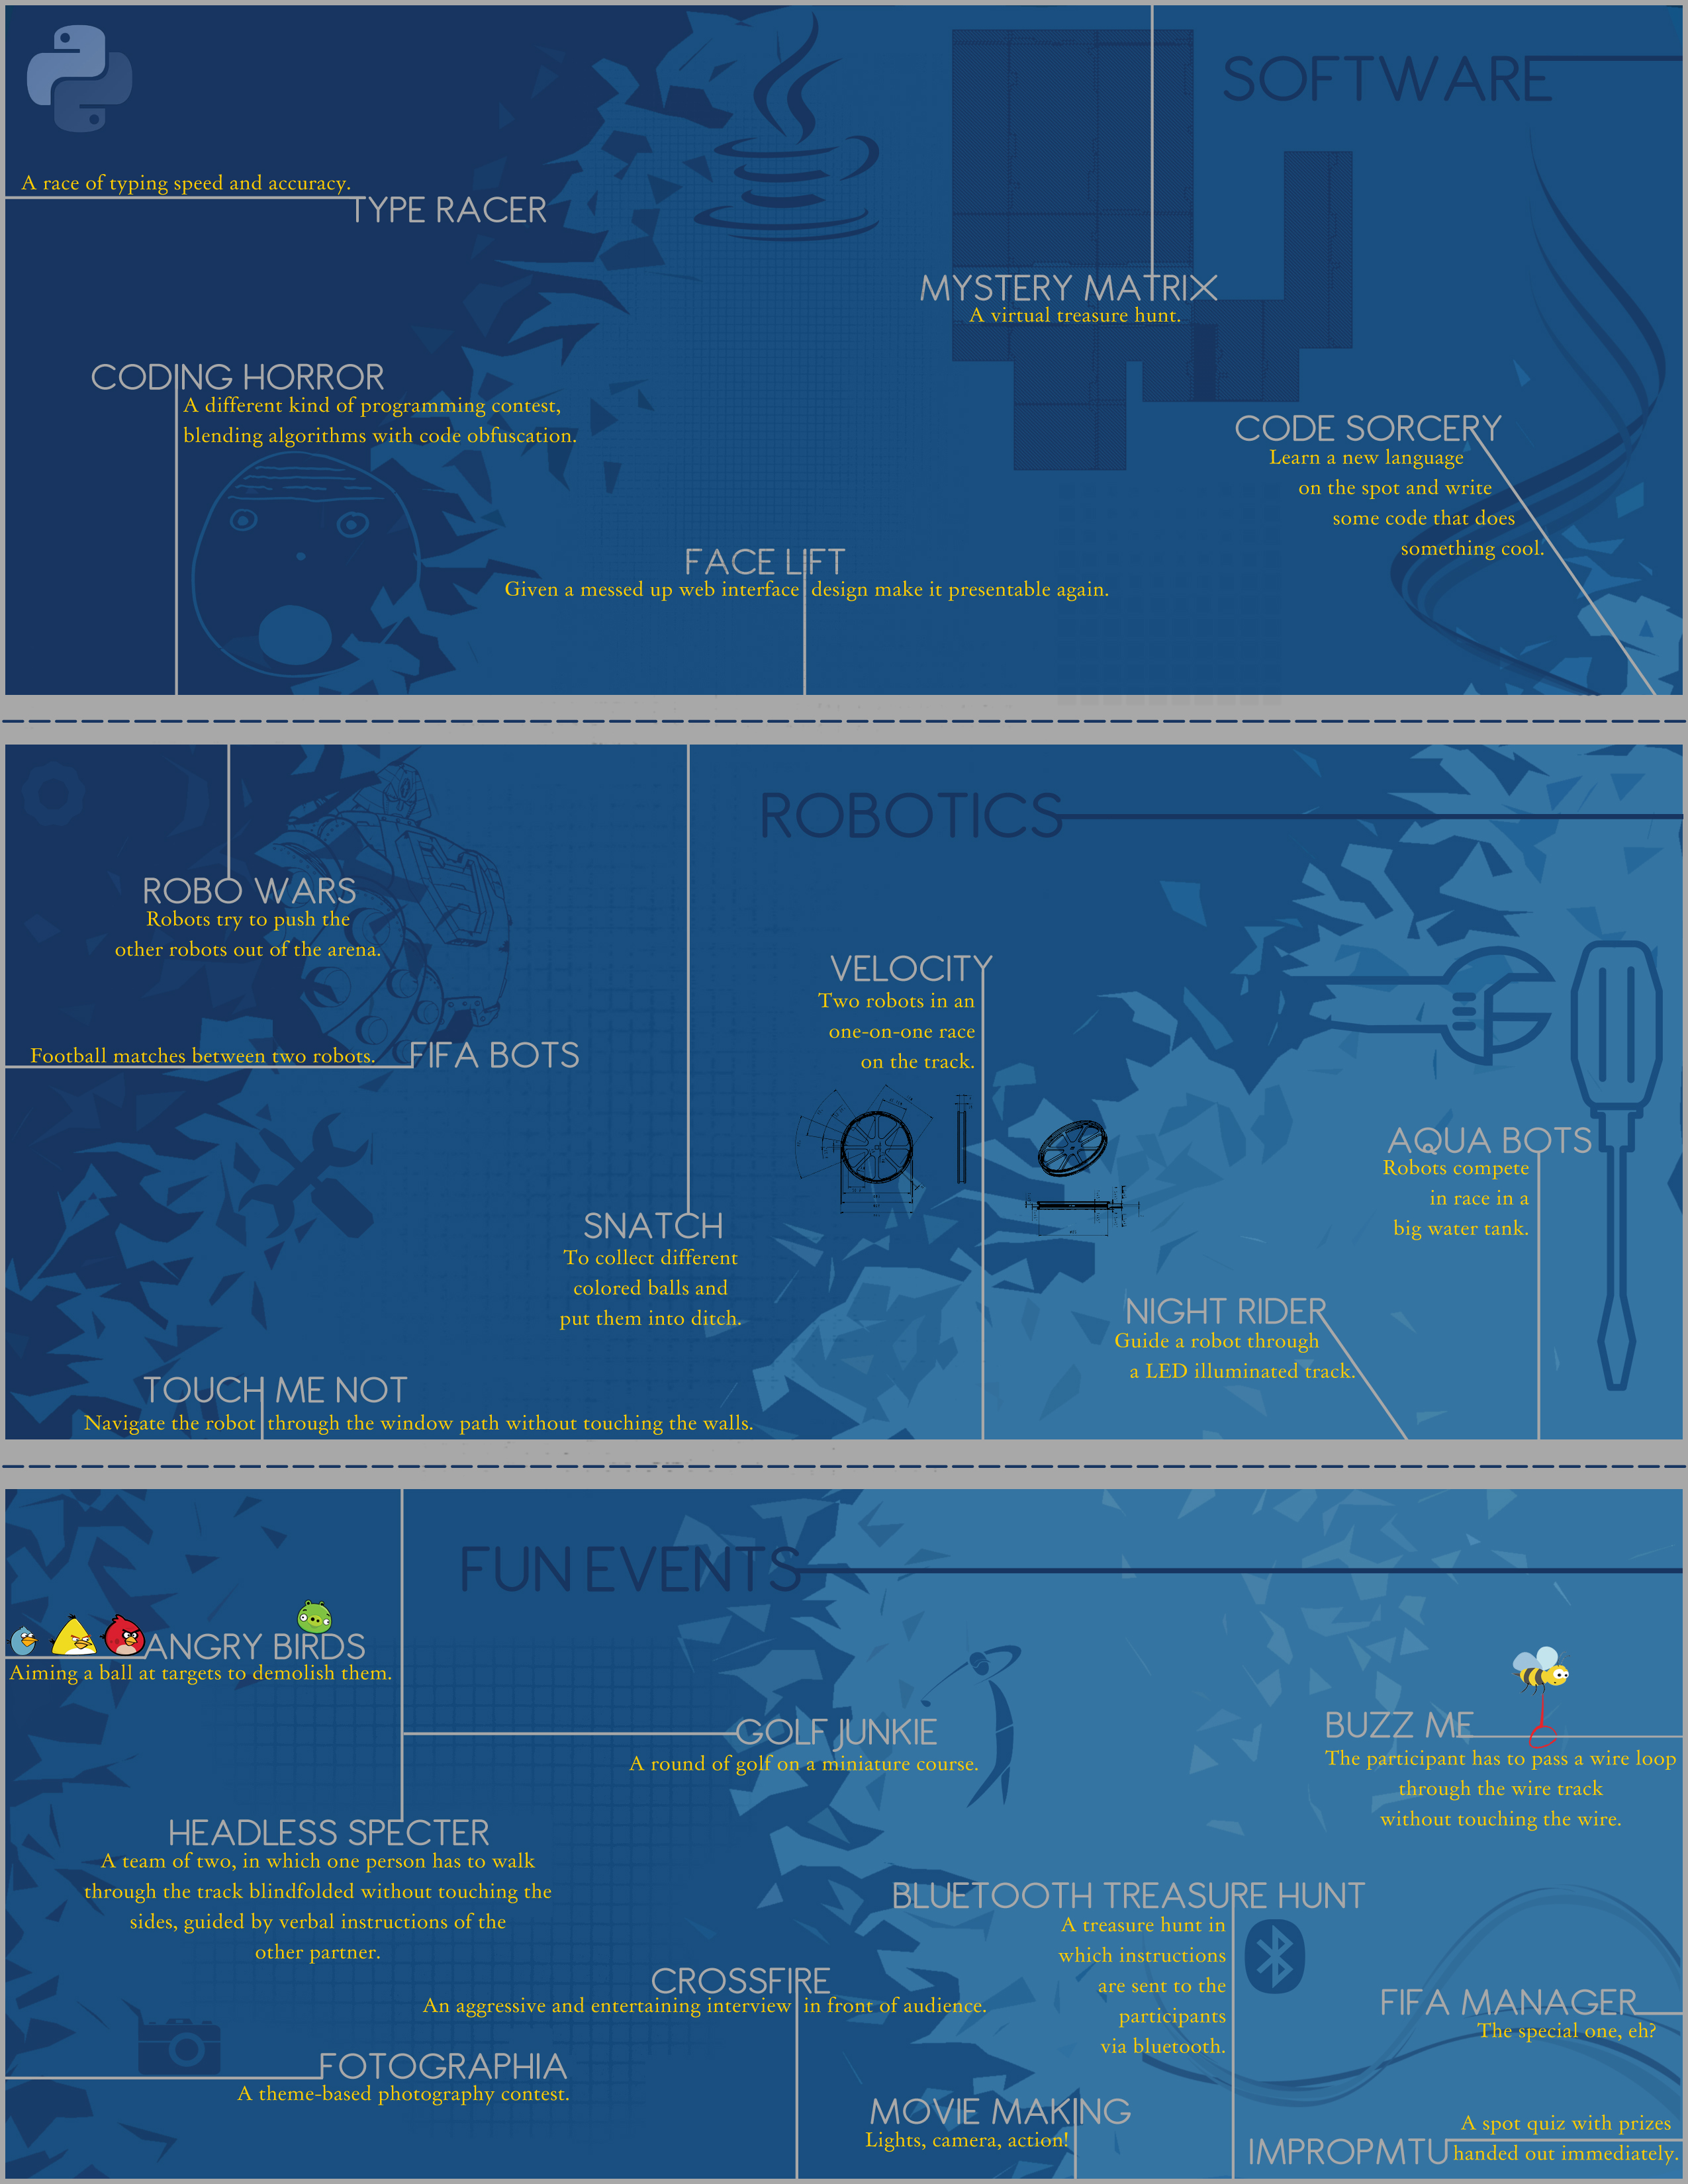 SOFTWARE
A race of typing speed and accuracy.
TYPE RACER
MYSTERY MATRIX
A virtual treasure hunt.
CODING HORROR
A different kind of programming contest,
blending algorithms with code obfuscation.
CODE SORCERY
Learn a new language
on the spot and write
some code that does
something cool.
FACE LIFT
Given a messed up web interface design make it presentable again.
ROBOTICS
ROBO WARS
Robots try to push the
other robots out of the arena.
VELOCITY
Two robots in an
one-on-one race
on the track.
Football matches between two robots.
FIFA BOTS
AQUA BOTS
Robots compete
in race in a
big water tank.
SNATCH
To collect different
colored balls and
put them into ditch.
NIGHT RIDER
Guide a robot through
a LED illuminated track.
TOUCH ME NOT
Navigate the robot through the window path without touching the walls.
FUN EVENTS
ANGRY BIRDS
Aiming a ball at targets to demolish them.
GOLF JUNKIE
A round of golf on a miniature course.
BUZZ ME
The participant has to pass a wire loop
through the wire track
without touching the wire.
HEADLESS SPECTER
A team of two, in which one person has to walk
through the track blindfolded without touching the
sides, guided by verbal instructions of the
other partner.
BLUETOOTH TREASURE HUNT
A treasure hunt in
which instructions
are sent to the
participants
via bluetooth.
CROSSFIRE
An aggressive and entertaining interview in front of audience.
FIFA MANAGER
The special one, eh?
FOTOGRAPHIA
A theme-based photography contest.
MOVIE MAKING
Lights, camera, action!
IMPROPMTU
A spot quiz with prizes
handed out immediately.